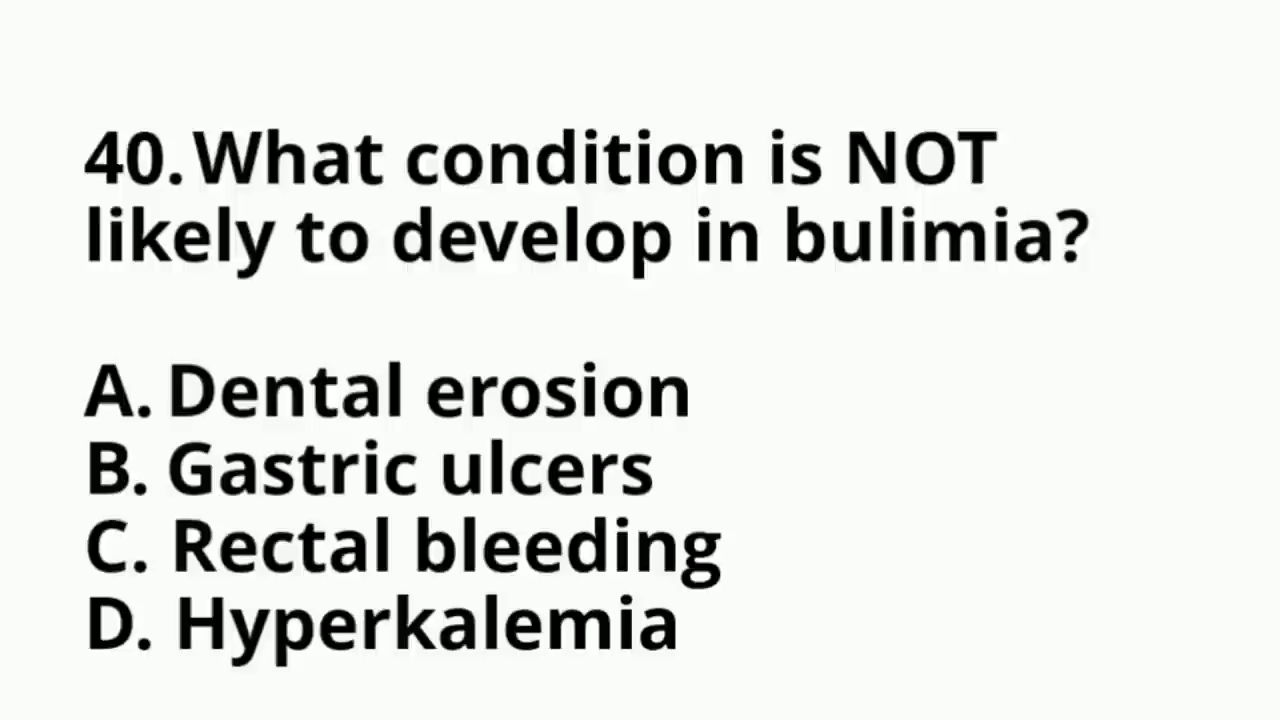 40. What condition is NOT
likely to develop in bulimia?
A. Dental erosion
B. Gastric ulcers
C. Rectal bleeding
D. Hyperkalemia